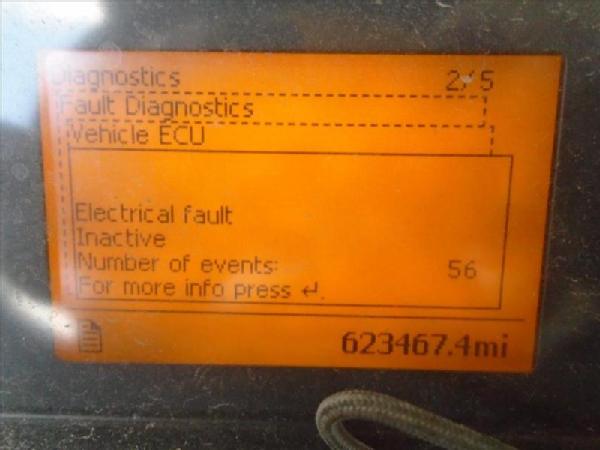 Diagnostics 2/5
Fault Diagnostics
Vehicle ECU
Electrical fault
Inactive
Number of events: 56
For more info press ↵.
623467.4mi